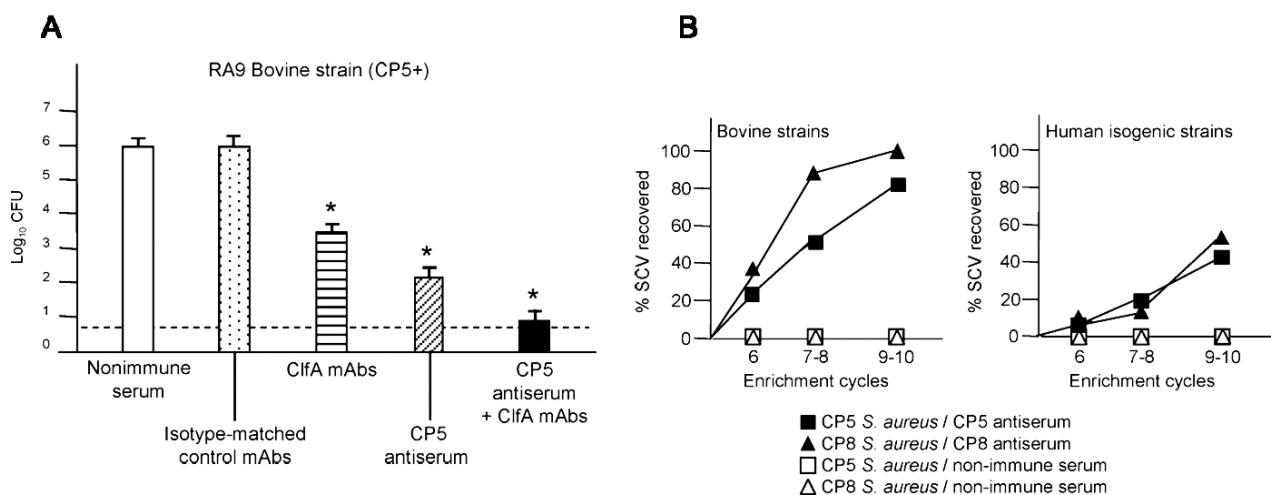 A
RA9 Bovine strain (CP5+)
Log₁₀ CFU
7
6
5
4
3
2
1
0
*
*
*
Nonimmune
serum
Isotype-matched
control mAbs
ClfA mAbs
CP5
antiserum
CP5
antiserum
+ ClfA mAbs
B
Bovine strains
% SCV recovered
100
80
60
40
20
0
6
7-8
9-10
Enrichment cycles
Human isogenic strains
% SCV recovered
100
80
60
40
20
0
6
7-8
9-10
Enrichment cycles
CP5 S. aureus / CP5 antiserum
CP8 S. aureus / CP8 antiserum
CP5 S. aureus / non-immune serum
CP8 S. aureus / non-immune serum